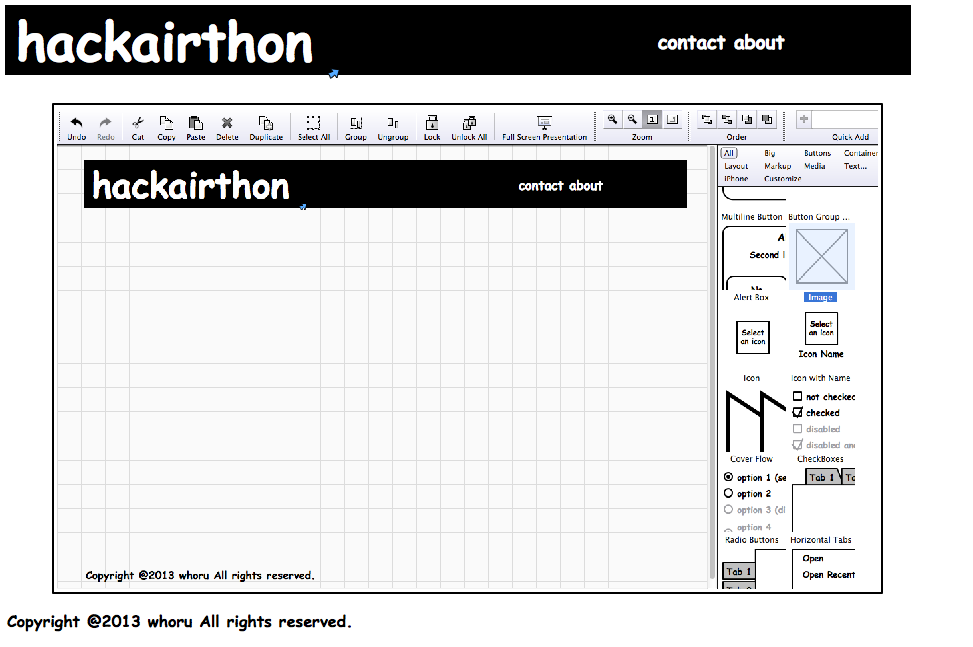 hackairthon
contact about
Undo Redo Cut Copy Paste Delete Duplicate Select All Group Ungroup Lock Unlock All Full Screen Presentation Zoom Order Quick Add
1
All Big Buttons Container
Layout Markup Media Text...
iPhone Customize
hackairthon
contact about
Multiline Button Button Group ...
A
Second
No
Alert Box Image
Select
an icon
Select
an icon
Icon Name
Icon Icon with Name
not checked
checked
disabled
disabled an
Cover Flow CheckBoxes
option 1 (se
option 2
option 3 (di
option 4
Tab 1 Ta
Radio Buttons Horizontal Tabs
Tab 1
Open
Open Recent
Copyright @2013 whoru All rights reserved.
Copyright @2013 whoru All rights reserved.